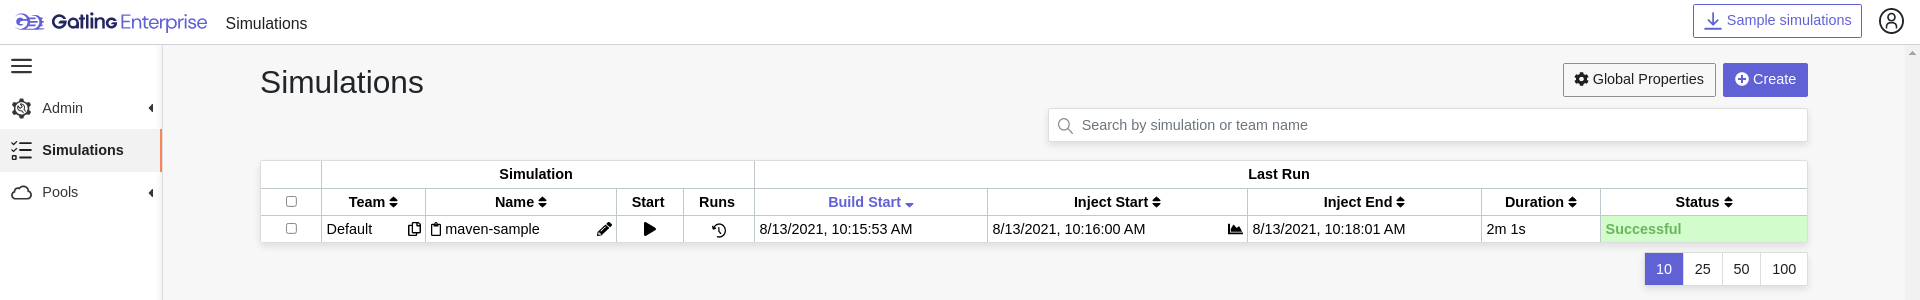 Gatling Enterprise Simulations Sample simulations
Simulations Global Properties Create
Admin
Search by simulation or team name
Simulations
Simulation Last Run
Pools
Team Name Start Runs Build Start Inject Start Inject End Duration Status
Default maven-sample 8/13/2021, 10:15:53 AM 8/13/2021, 10:16:00 AM 8/13/2021, 10:18:01 AM 2m 1s Successful
10 25 50 100